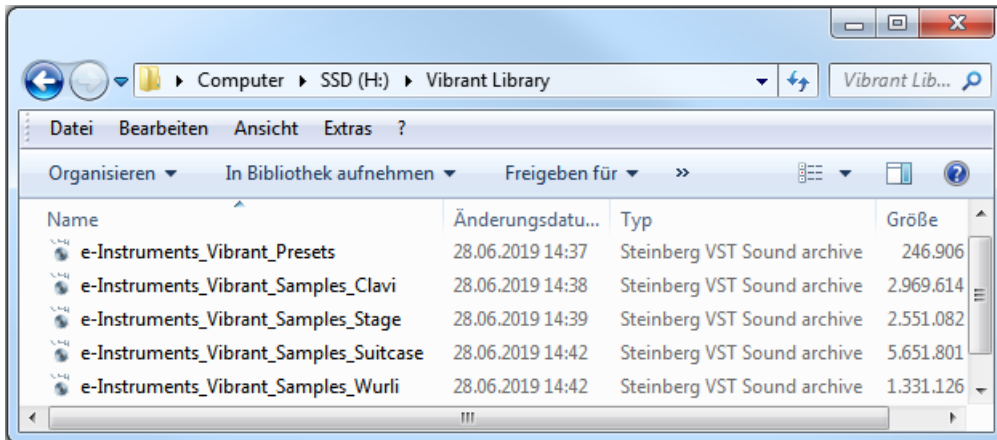 Computer ▸ SSD (H:) ▸ Vibrant Library Vibrant Lib...
Datei Bearbeiten Ansicht Extras ?
Organisieren In Bibliothek aufnehmen Freigeben für »
Name Änderungsdatu... Typ Größe
e-Instruments_Vibrant_Presets 28.06.2019 14:37 Steinberg VST Sound archive 246.906
e-Instruments_Vibrant_Samples_Clavi 28.06.2019 14:38 Steinberg VST Sound archive 2.969.614
e-Instruments_Vibrant_Samples_Stage 28.06.2019 14:39 Steinberg VST Sound archive 2.551.082
e-Instruments_Vibrant_Samples_Suitcase 28.06.2019 14:42 Steinberg VST Sound archive 5.651.801
e-Instruments_Vibrant_Samples_Wurli 28.06.2019 14:42 Steinberg VST Sound archive 1.331.126